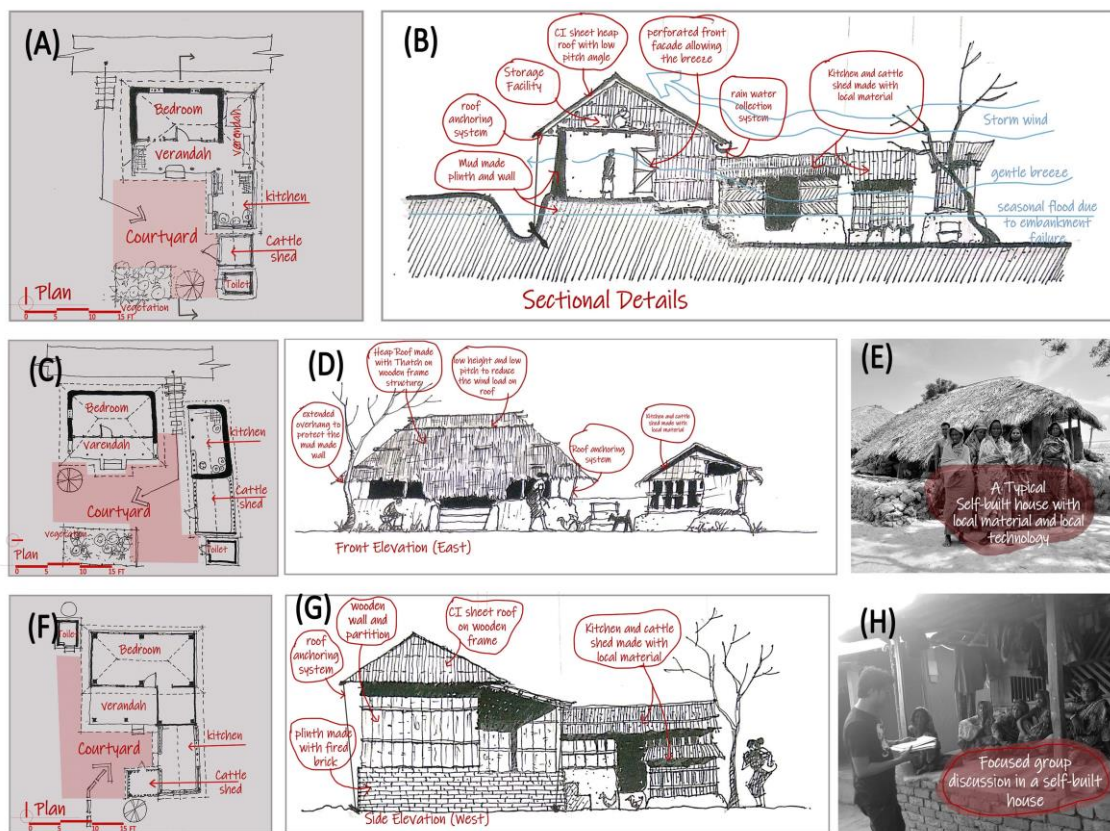 (A)
Bedroom
verandah
verandah
kitchen
Courtyard
Cattle
shed
Toilet
Plan
vegetation
0 5 10 15 FT
(B)
CI sheet heap
roof with low
pitch angle
perforated front
facade allowing
the breeze
Storage
Facility
roof
anchoring
system
Mud made
plinth and wall
rain water
collection
system
Kitchen and cattle
shed made with
local material
Storm wind
gentle breeze
seasonal flood due
to embankment
failure
Sectional Details
(C)
Bedroom
Varendah
kitchen
Courtyard
Cattle
shed
vegetation
Toilet
Plan
0 5 10 15 FT
(D)
Heap Roof made
with Thatch on
wooden frame
structure
low height and low
pitch to reduce
the wind load on
roof
extended
overhang to
protect the
mud made
wall
Roof anchoring
system
Kitchen and cattle
shed made with
local material
Front Elevation (East)
(E)
A Typical
Self-built house with
local material and local
technology
(F)
Toilet
Bedroom
verandah
Courtyard
kitchen
Cattle
shed
Plan
0 5 10 15 FT
(G)
wooden
wall and
partition
CI sheet roof
on wooden
frame
roof
anchoring
system
plinth made
with fired
brick
Kitchen and cattle
shed made with
local material
Side Elevation (West)
(H)
Focused group
discussion in a self-built
house